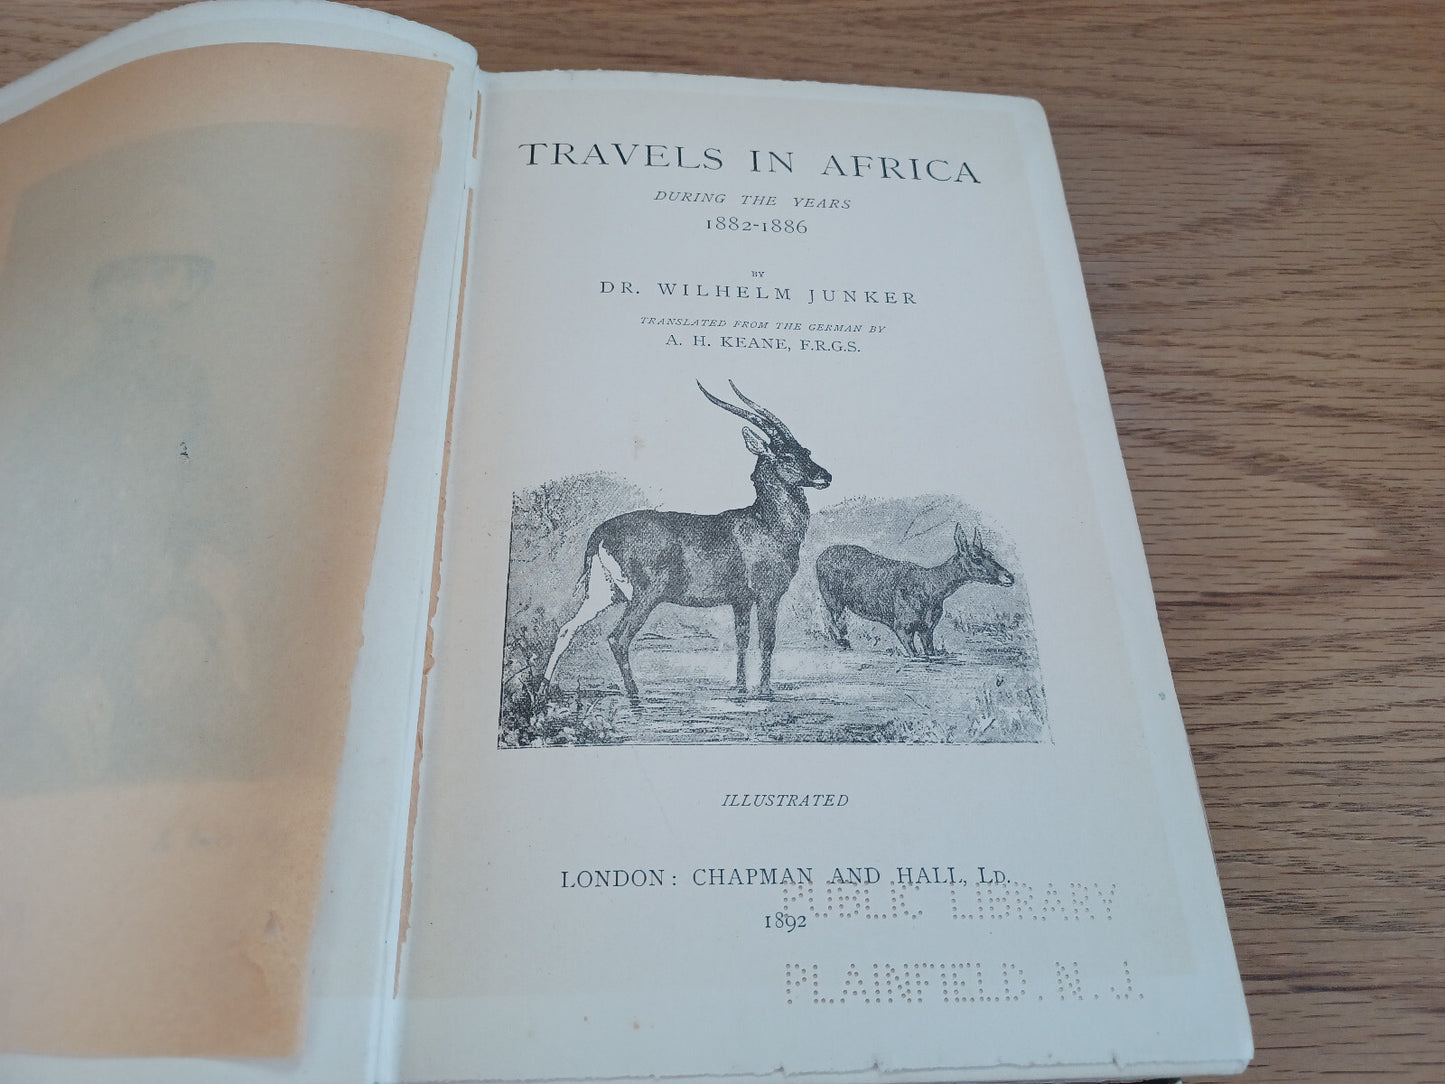 TRAVELS IN AFRICA
DURING THE YEARS
1882-1886
BY
DR. WILHELM JUNKER
TRANSLATED FROM THE GERMAN BY
A. H. KEANE, F.R.G.S.
ILLUSTRATED
LONDON: CHAPMAN AND HALL, LD.
1892
PUBLIC LIBRARY
PLAINFIELD, N. J.